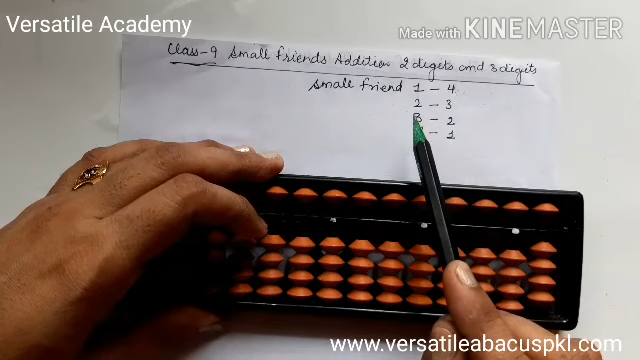 Versatile Academy
Made with KINEMASTER
Class-9 Small friends Addition 2 digits and 3 digits
Small friend 1 - 4
2 - 3
3 - 2
- 1
www.versatileabacuspkl.com